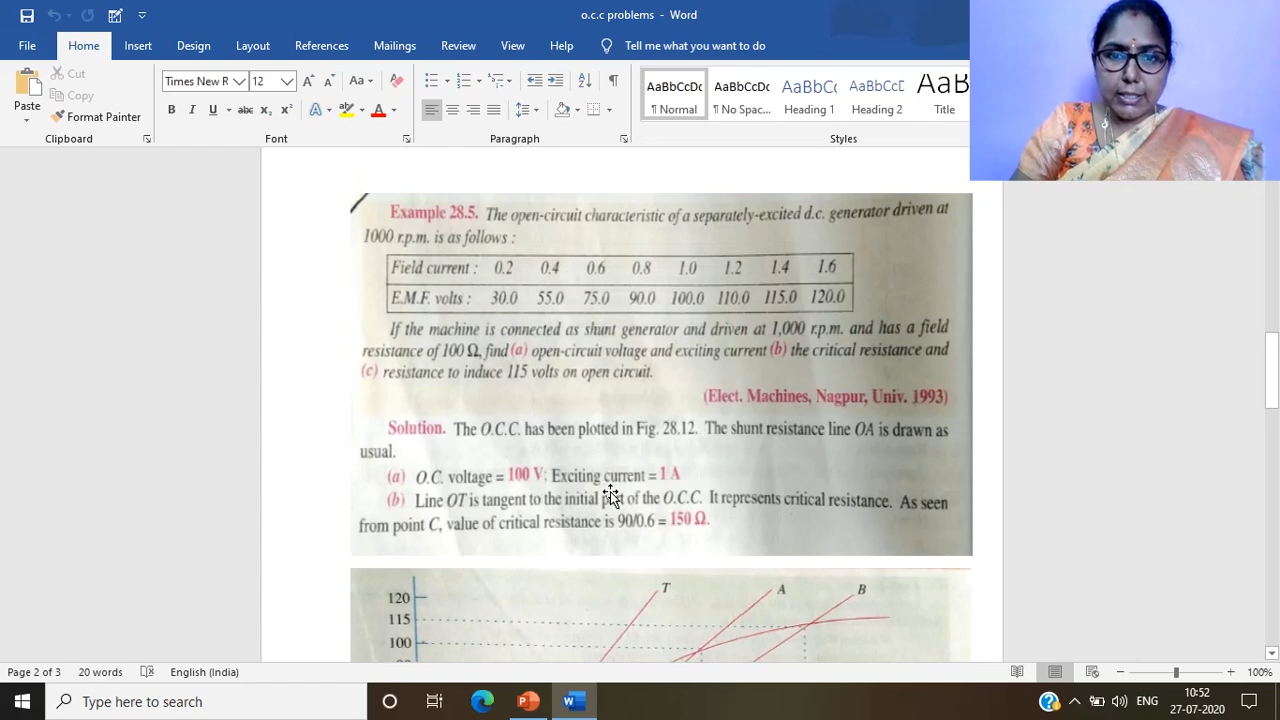 o.c.c problems - Word
File Home Insert Design Layout References Mailings Review View Help Tell me what you want to do
Paste
Cut
Copy
Format Painter
Times New R 12
Aa
B I U abc x₂ x² A A
AaBbCcDc AaBbCcDc AaBbCc AaBbCcD AaBbCc
¶ Normal ¶ No Spac... Heading 1 Heading 2 Title
Clipboard Font Paragraph Styles
Example 28.5. The open-circuit characteristic of a separately-excited d.c. generator driven at
1000 r.p.m. is as follows :
Field current : 0.2 0.4 0.6 0.8 1.0 1.2 1.4 1.6
E.M.F. volts : 30.0 55.0 75.0 90.0 100.0 110.0 115.0 120.0
If the machine is connected as shunt generator and driven at 1,000 r.p.m. and has a field
resistance of 100 Ω, find (a) open-circuit voltage and exciting current (b) the critical resistance and
(c) resistance to induce 115 volts on open circuit.
(Elect. Machines, Nagpur, Univ. 1993)
Solution. The O.C.C. has been plotted in Fig. 28.12. The shunt resistance line OA is drawn as
usual.
(a) O.C. voltage = 100 V; Exciting current = 1 A
(b) Line OT is tangent to the initial part of the O.C.C. It represents critical resistance. As seen
from point C, value of critical resistance is 90/0.6 = 150 Ω.
T A B
120
115
100
Page 2 of 3 20 words English (India) 100%
Type here to search
ENG
10:52
27-07-2020